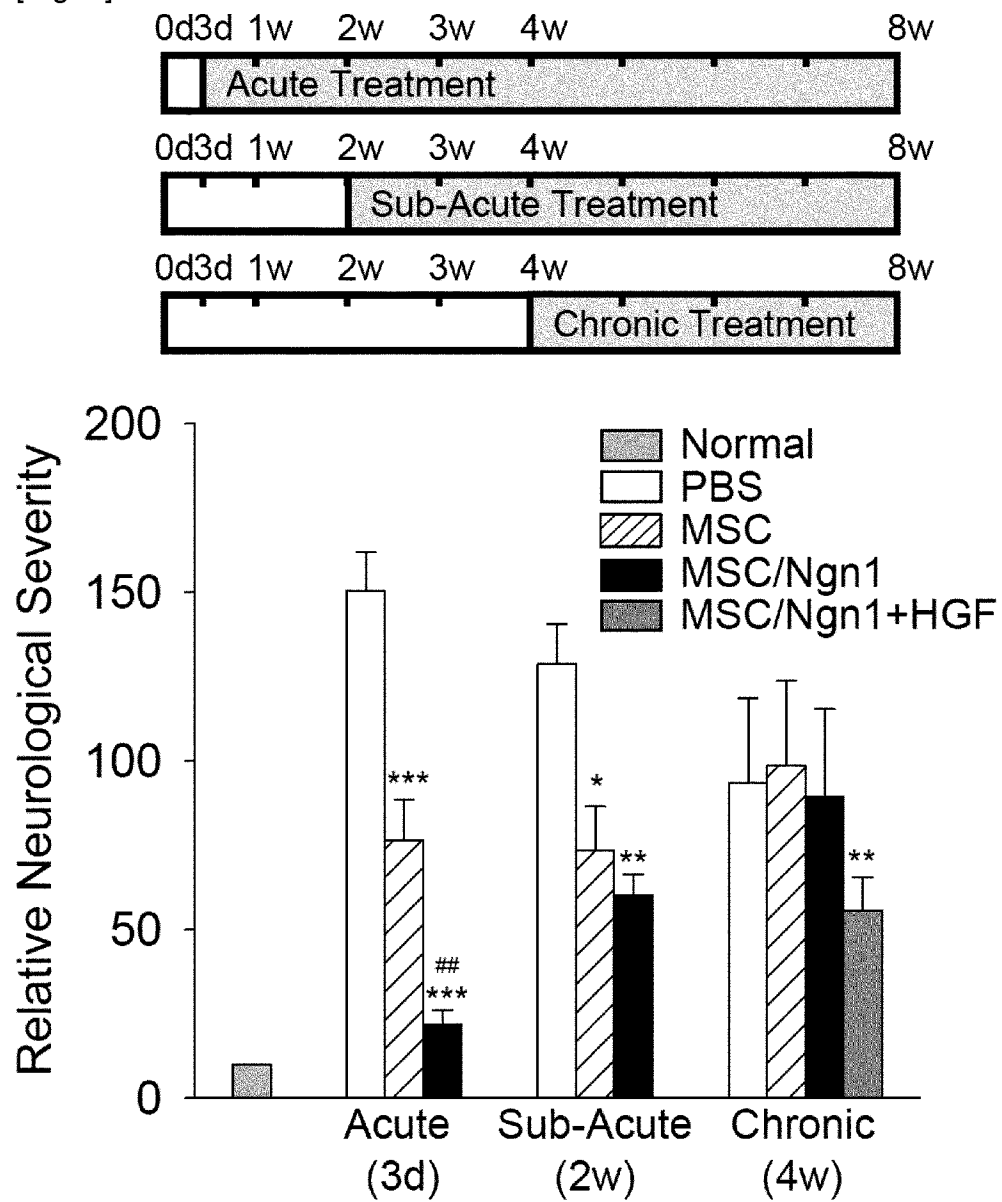 0d3d 1w 2w 3w 4w 8w
Acute Treatment
0d3d 1w 2w 3w 4w 8w
Sub-Acute Treatment
0d3d 1w 2w 3w 4w 8w
Chronic Treatment
200
150
100
50
0
Relative Neurological Severity
Normal
PBS
MSC
MSC/Ngn1
MSC/Ngn1+HGF
***
##
***
*
**
**
Acute Sub-Acute Chronic
(3d) (2w) (4w)